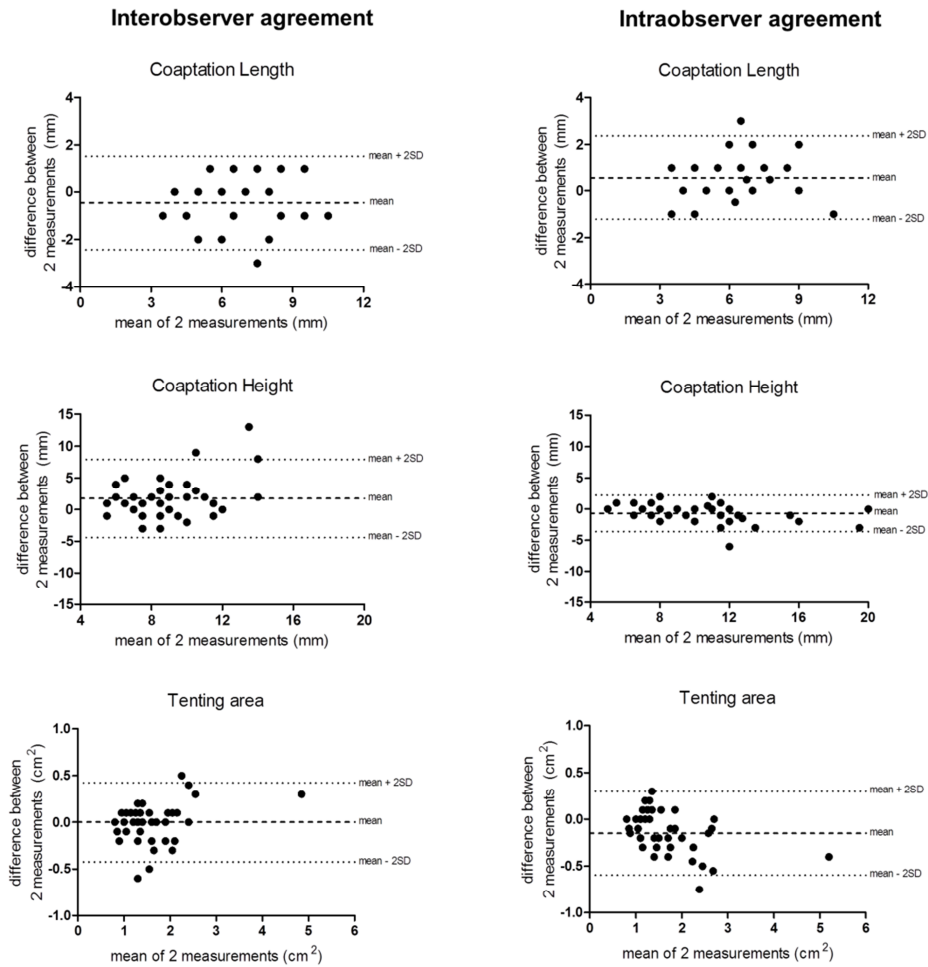 Interobserver agreement
Intraobserver agreement
Coaptation Length
difference between
2 measurements (mm)
4
2
0
-2
-4
mean + 2SD
mean
mean - 2SD
0 3 6 9 12
mean of 2 measurements (mm)
Coaptation Length
difference between
2 measurements (mm)
4
2
0
-2
-4
mean + 2SD
mean
mean - 2SD
0 3 6 9 12
mean of 2 measurements (mm)
Coaptation Height
difference between
2 measurements (mm)
15
10
5
0
-5
-10
-15
mean + 2SD
mean
mean - 2SD
4 8 12 16 20
mean of 2 measurements (mm)
Coaptation Height
difference between
2 measurements (mm)
15
10
5
0
-5
-10
-15
mean + 2SD
mean
mean - 2SD
4 8 12 16 20
mean of 2 measurements (mm)
Tenting area
difference between
2 measurements (cm²)
1.0
0.5
0.0
-0.5
-1.0
mean + 2SD
mean
mean - 2SD
0 1 2 3 4 5 6
mean of 2 measurements (cm²)
Tenting area
difference between
2 measurements (cm²)
1.0
0.5
0.0
-0.5
-1.0
mean + 2SD
mean
mean - 2SD
0 1 2 3 4 5 6
mean of 2 measurements (cm²)